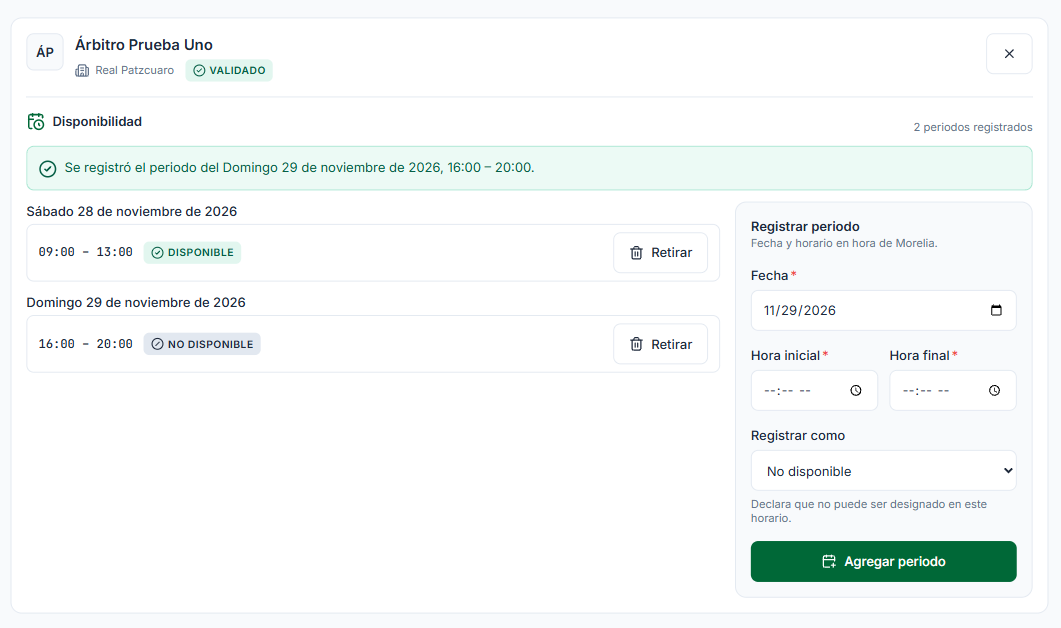 ÁP
Árbitro Prueba Uno
Real Patzcuaro
VALIDADO
Disponibilidad
2 periodos registrados
Se registró el periodo del Domingo 29 de noviembre de 2026, 16:00 – 20:00.
Sábado 28 de noviembre de 2026
09:00 – 13:00 DISPONIBLE
Retirar
Domingo 29 de noviembre de 2026
16:00 – 20:00 NO DISPONIBLE
Retirar
Registrar periodo
Fecha y horario en hora de Morelia.
Fecha*
11/29/2026
Hora inicial* Hora final*
--:-- -- --:-- --
Registrar como
No disponible
Declara que no puede ser designado en este
horario.
Agregar periodo